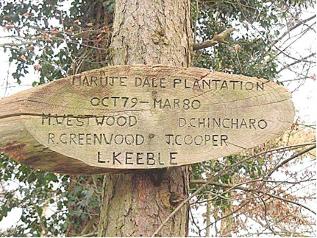 MARUTE DALE PLANTATION
OCT79-MAR80
M.WESTWOOD D.CHINCHARO
R.GREENWOOD T.COOPER
L.KEEBLE